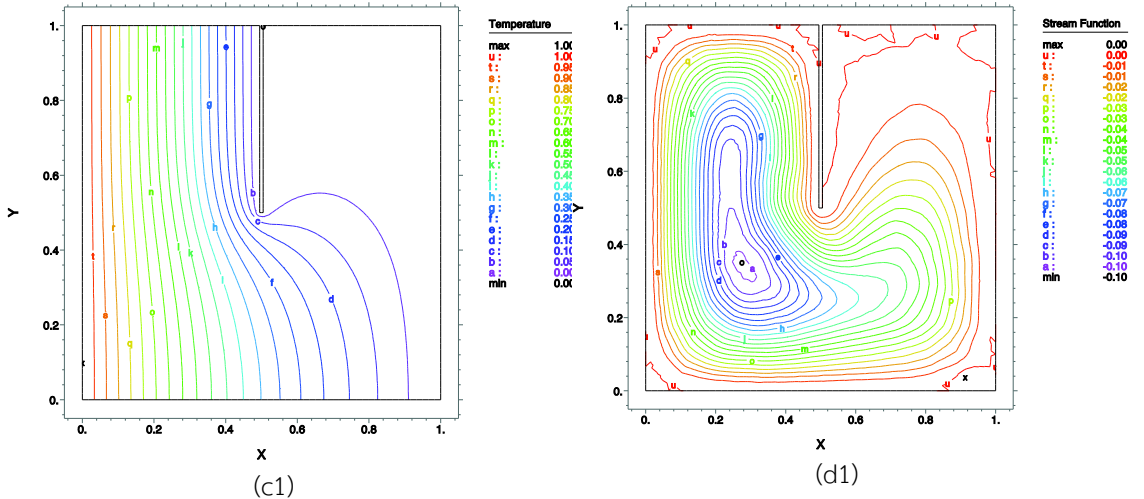 Temperature
max 1.00
u : 1.00
t : 0.95
s : 0.90
r : 0.85
q : 0.80
p : 0.75
o : 0.70
n : 0.65
m : 0.60
l : 0.55
k : 0.50
j : 0.45
i : 0.40
h : 0.35
g : 0.30
f : 0.25
e : 0.20
d : 0.15
c : 0.10
b : 0.05
a : 0.00
min 0.00
1.
0.8
0.6
0.4
0.2
0.
Y
0. 0.2 0.4 0.6 0.8 1.
X
(c1)
Stream Function
max 0.00
u : 0.00
t : -0.01
s : -0.01
r : -0.02
q : -0.02
p : -0.03
o : -0.03
n : -0.04
m : -0.04
l : -0.05
k : -0.05
j : -0.06
i : -0.06
h : -0.07
g : -0.07
f : -0.08
e : -0.08
d : -0.09
c : -0.09
b : -0.10
a : -0.10
min -0.10
1.
0.8
0.6
0.4
0.2
0.
Y
0. 0.2 0.4 0.6 0.8 1.
X
(d1)